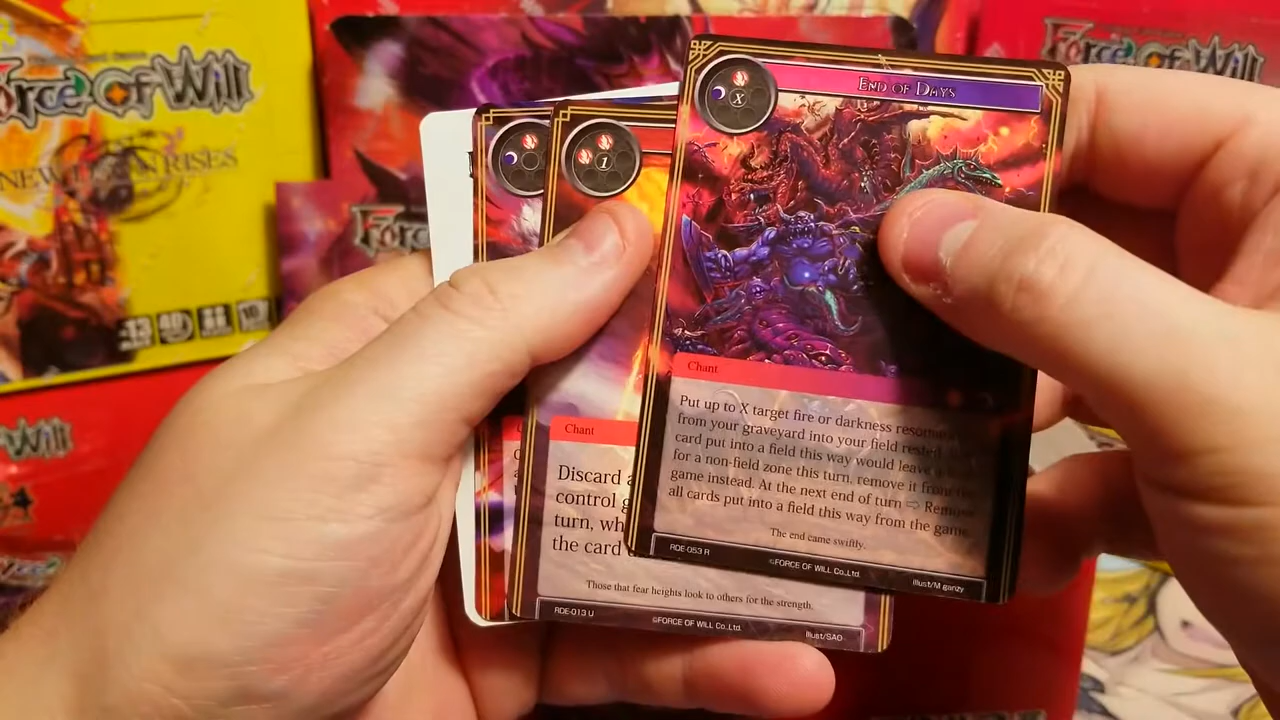 Force of Will
NEW DAWN RISES
Force of Will
END OF DAYS
X
1
Chant
Put up to X target fire or darkness
from your graveyard into your field rested.
card put into a field this way would leave
for a non-field zone this turn, remove it from
game instead. At the next end of turn ⇨ Remove
all cards put into a field this way from the game.
The end came swiftly.
RDE-053 R
©FORCE OF WILL Co.,Ltd.
illust/M ganzy
Chant
Discard
control
turn, wh
the card
Those that fear heights look to others for the strength.
RDE-013 U
©FORCE OF WILL Co.,Ltd.
illust/SAO
Will